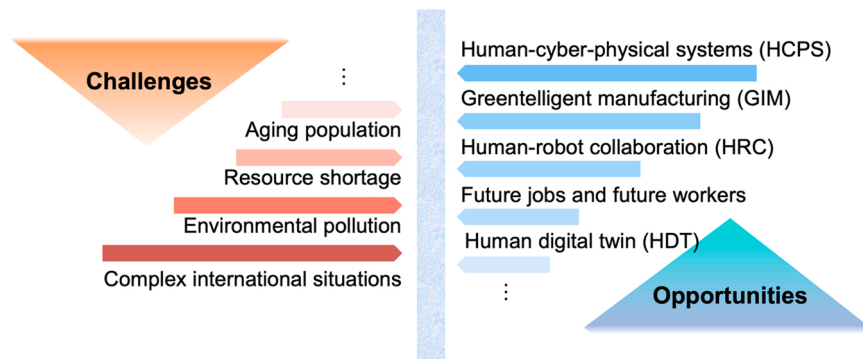 Challenges
⋮
Aging population
Resource shortage
Environmental pollution
Complex international situations
Human-cyber-physical systems (HCPS)
Greentelligent manufacturing (GIM)
Human-robot collaboration (HRC)
Future jobs and future workers
Human digital twin (HDT)
⋮
Opportunities